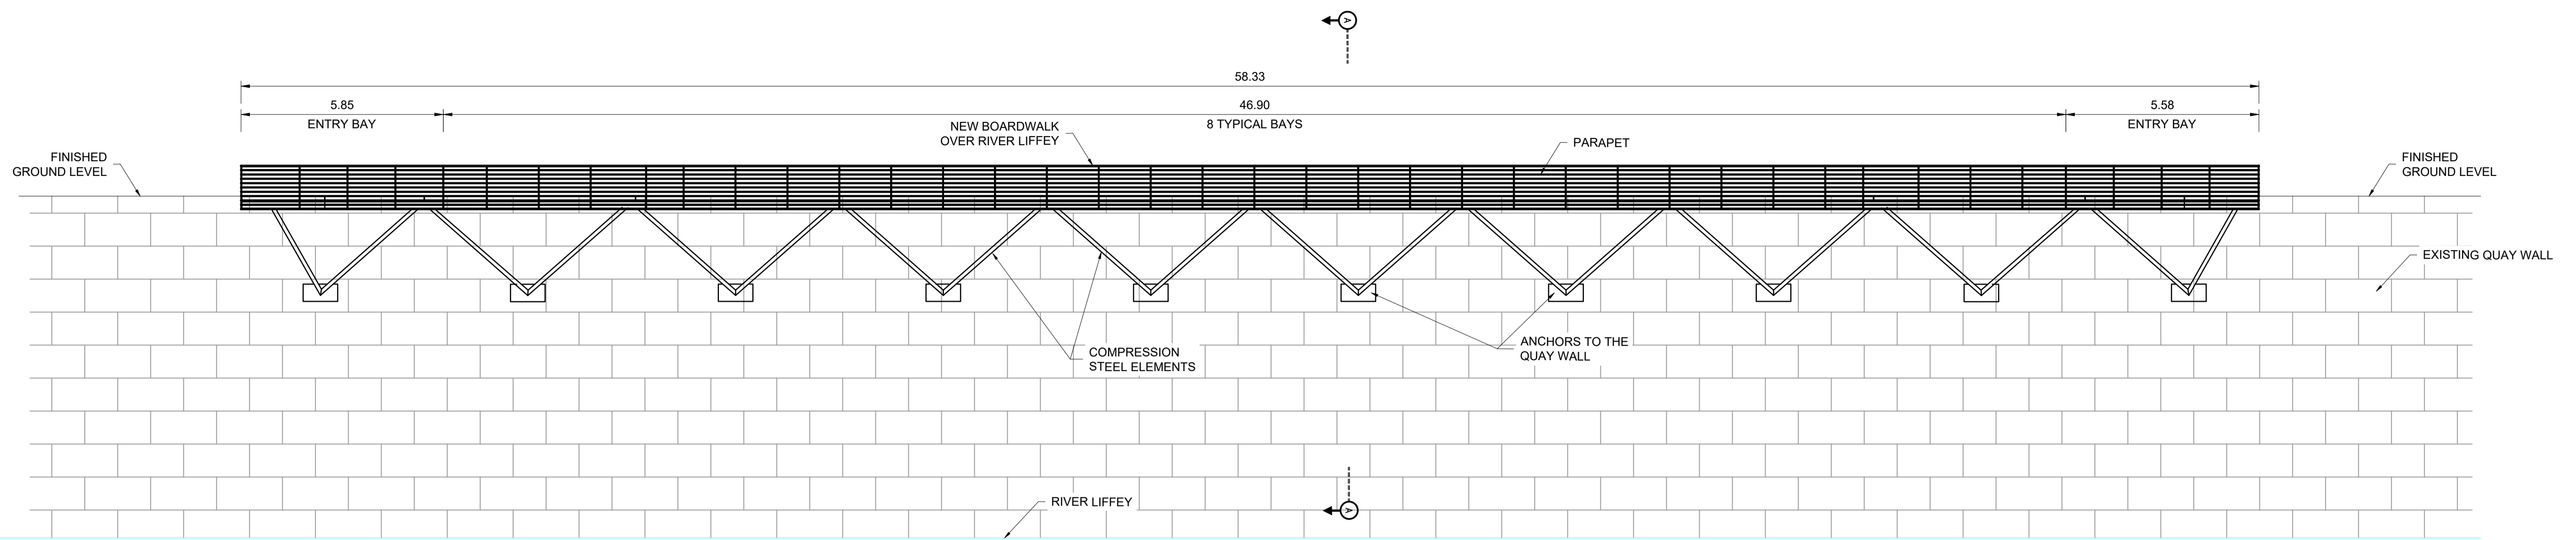 A
58.33
5.85
ENTRY BAY
46.90
8 TYPICAL BAYS
5.58
ENTRY BAY
NEW BOARDWALK
OVER RIVER LIFFEY
PARAPET
FINISHED
GROUND LEVEL
FINISHED
GROUND LEVEL
EXISTING QUAY WALL
COMPRESSION
STEEL ELEMENTS
ANCHORS TO THE
QUAY WALL
RIVER LIFFEY
A